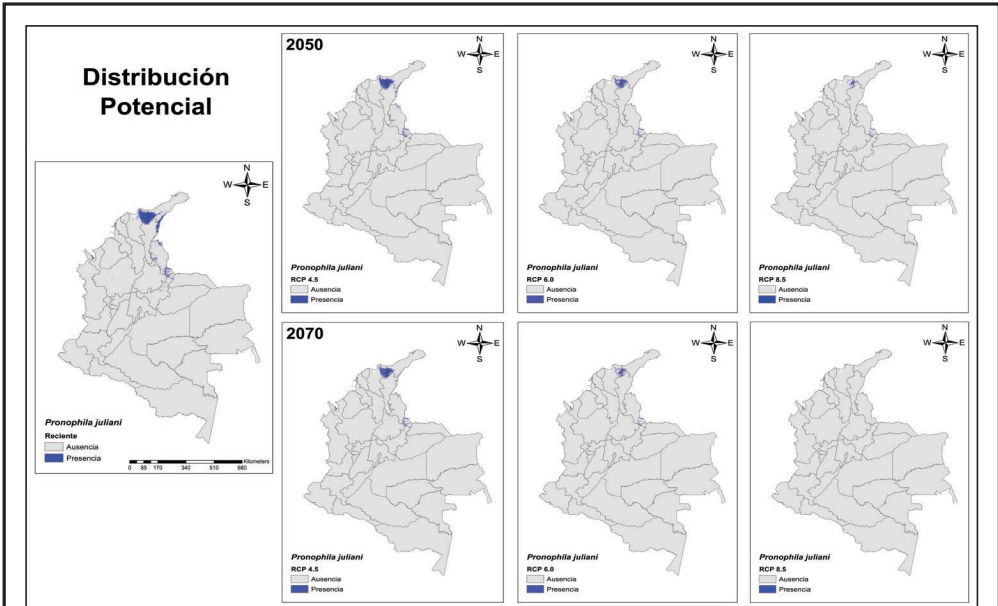 Distribución
Potencial
N
W E
S
Pronophila juliani
Reciente
Ausencia
Presencia
Kilometers
0 85 170 340 510 680
2050
N
W E
S
Pronophila juliani
RCP 4.5
Ausencia
Presencia
N
W E
S
Pronophila juliani
RCP 6.0
Ausencia
Presencia
N
W E
S
Pronophila juliani
RCP 8.5
Ausencia
Presencia
2070
N
W E
S
Pronophila juliani
RCP 4.5
Ausencia
Presencia
N
W E
S
Pronophila juliani
RCP 6.0
Ausencia
Presencia
N
W E
S
Pronophila juliani
RCP 8.5
Ausencia
Presencia